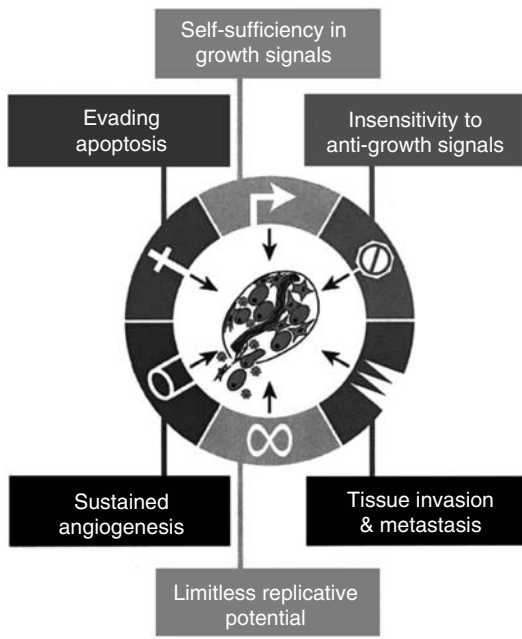 Self-sufficiency in
growth signals
Evading
apoptosis
Insensitivity to
anti-growth signals
Sustained
angiogenesis
Tissue invasion
& metastasis
Limitless replicative
potential